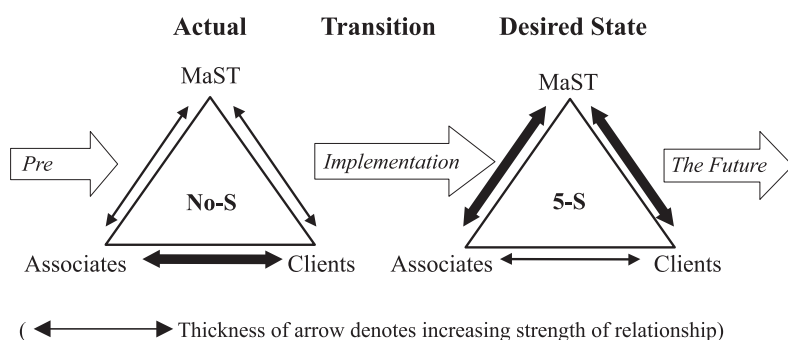 Actual Transition Desired State
MaST MaST
Pre Implementation The Future
No-S 5-S
Associates Clients Associates Clients
( Thickness of arrow denotes increasing strength of relationship)